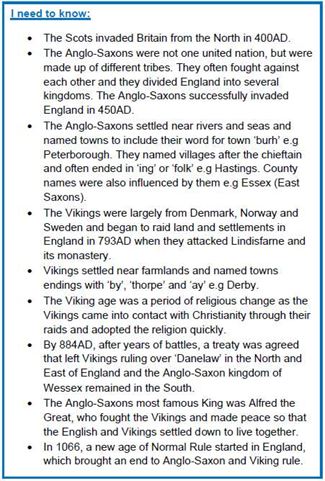 I need to know:
• The Scots invaded Britain from the North in 400AD.
• The Anglo-Saxons were not one united nation, but were
made up of different tribes. They often fought against
each other and they divided England into several
kingdoms. The Anglo-Saxons successfully invaded
England in 450AD.
• The Anglo-Saxons settled near rivers and seas and
named towns to include their word for town ‘burh’ e.g
Peterborough. They named villages after the chieftain
and often ended in ‘ing’ or ‘folk’ e.g Hastings. County
names were also influenced by them e.g Essex (East
Saxons).
• The Vikings were largely from Denmark, Norway and
Sweden and began to raid land and settlements in
England in 793AD when they attacked Lindisfarne and
its monastery.
• Vikings settled near farmlands and named towns
endings with ‘by’, ‘thorpe’ and ‘ay’ e.g Derby.
• The Viking age was a period of religious change as the
Vikings came into contact with Christianity through their
raids and adopted the religion quickly.
• By 884AD, after years of battles, a treaty was agreed
that left Vikings ruling over ‘Danelaw’ in the North and
East of England and the Anglo-Saxon kingdom of
Wessex remained in the South.
• The Anglo-Saxons most famous King was Alfred the
Great, who fought the Vikings and made peace so that
the English and Vikings settled down to live together.
• In 1066, a new age of Normal Rule started in England,
which brought an end to Anglo-Saxon and Viking rule.